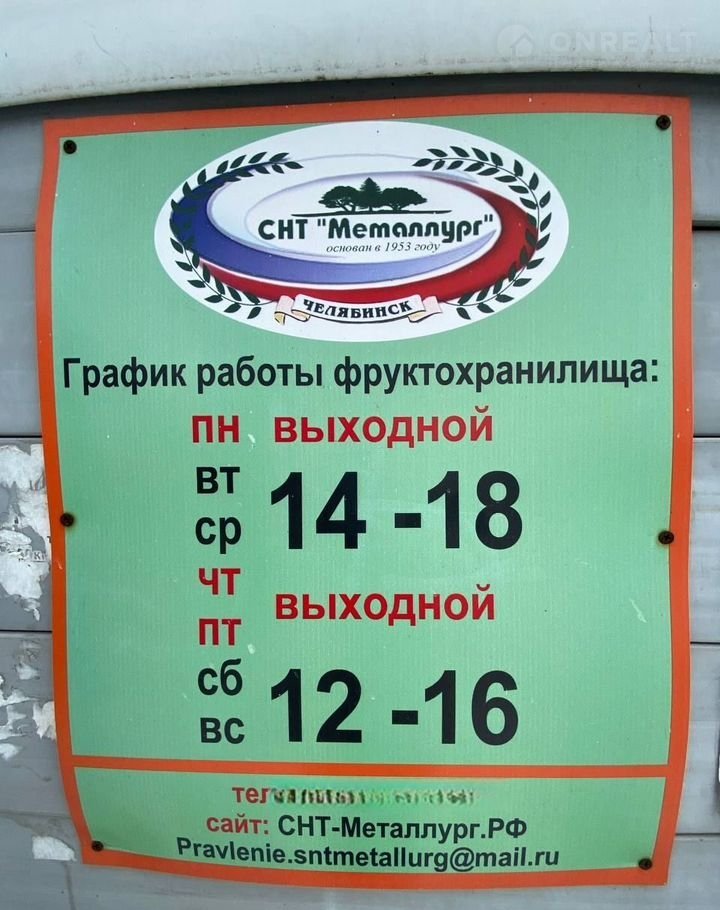 ONREALT
СНТ "Металлург"
основан в 1953 году
ЧЕЛЯБИНСК
График работы фруктохранилища:
ПН ВЫХОДНОЙ
ВТ
СР 14 -18
ЧТ
ПТ ВЫХОДНОЙ
СБ
ВС 12 -16
тел
сайт: СНТ-Металлург.РФ
Pravlenie.sntmetallurg@mail.ru